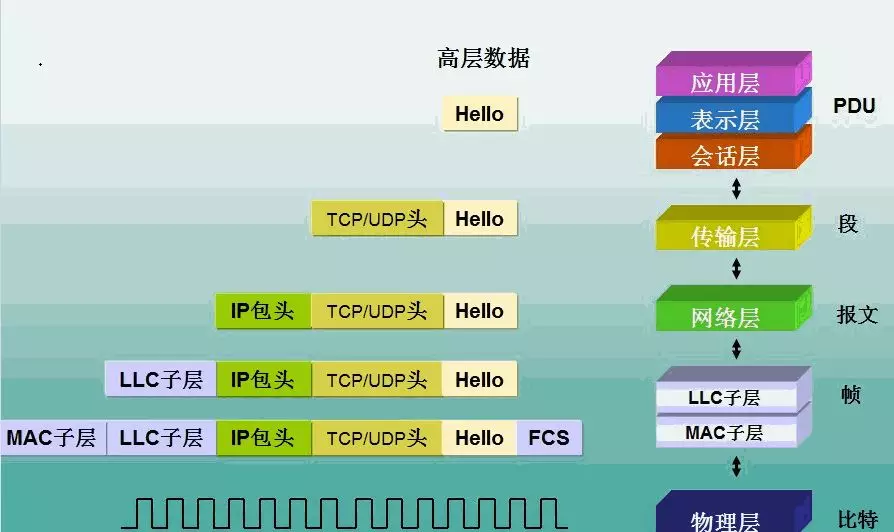 高层数据
应用层
PDU
Hello
表示层
会话层
TCP/UDP头 Hello
传输层
段
IP包头 TCP/UDP头 Hello
网络层
报文
LLC子层 IP包头 TCP/UDP头 Hello
LLC子层
帧
MAC子层 LLC子层 IP包头 TCP/UDP头 Hello FCS
MAC子层
物理层
比特